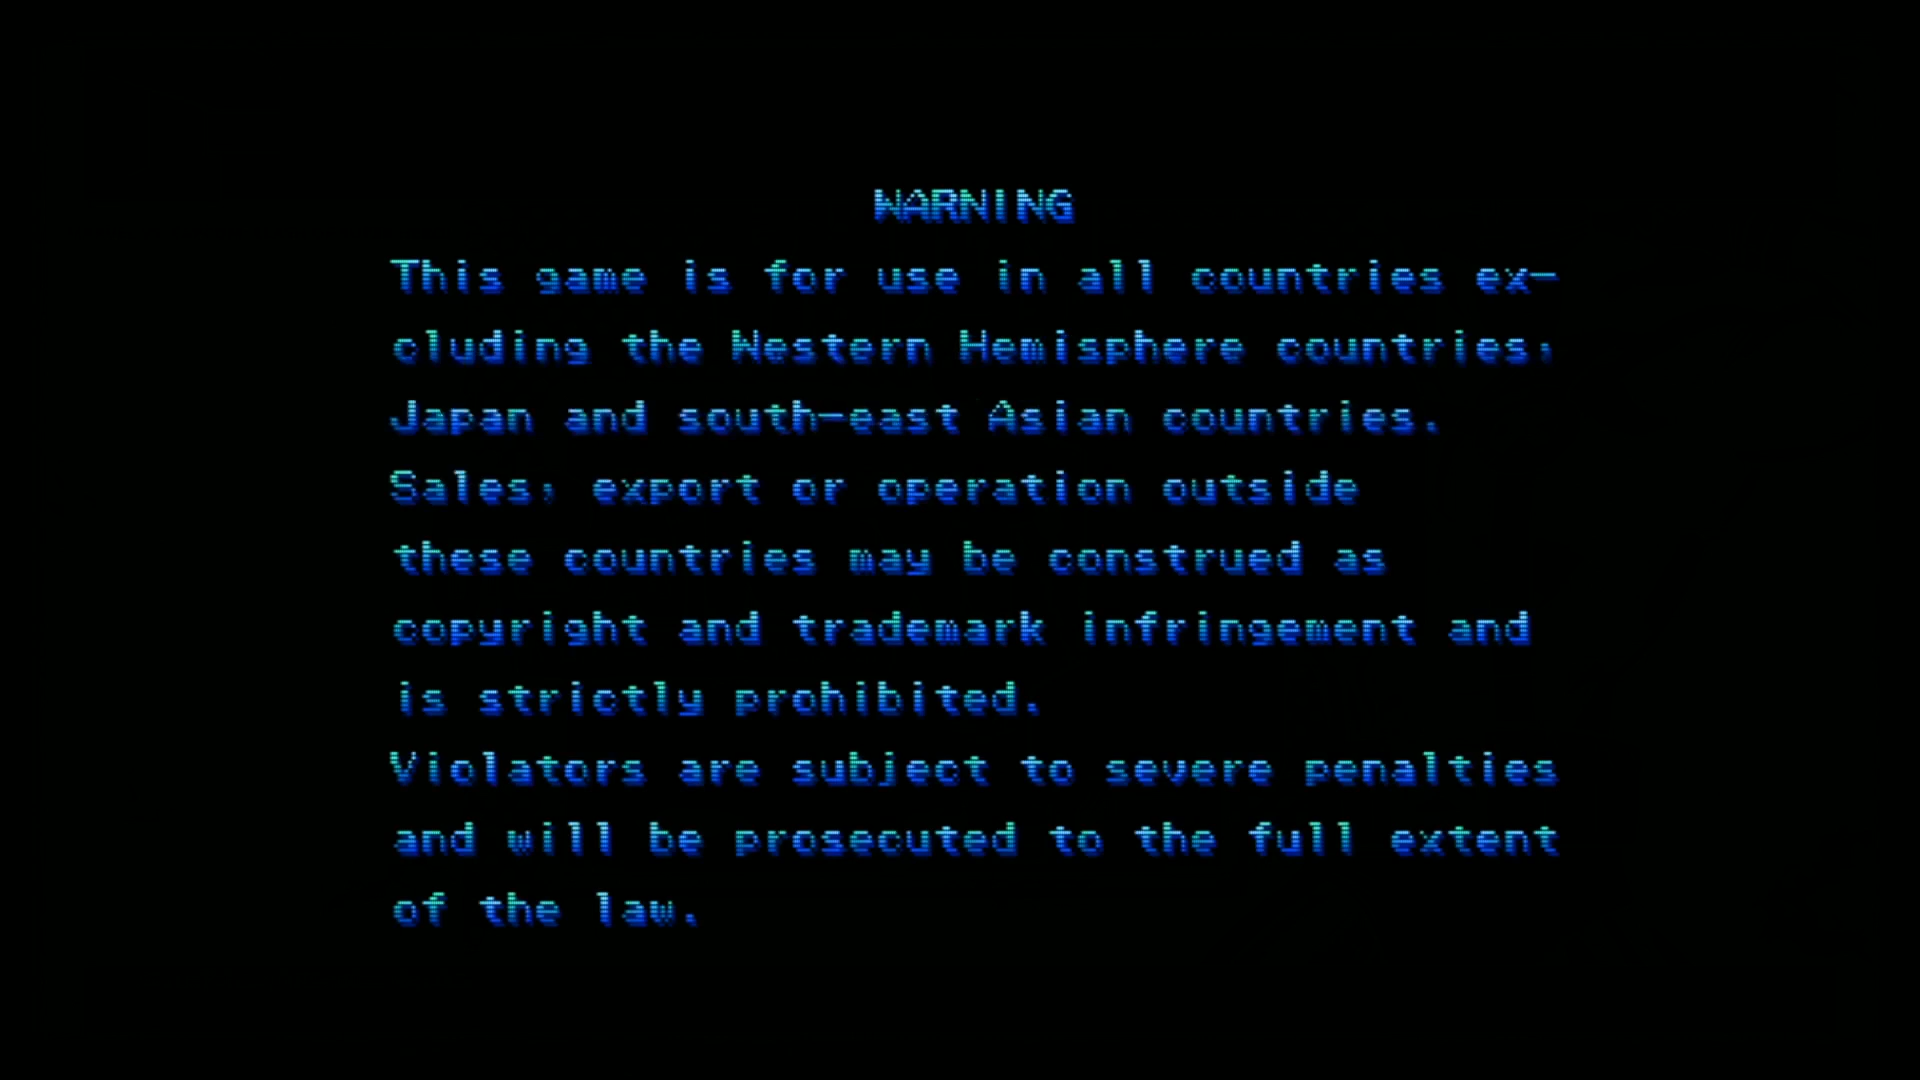 WARNING
This game is for use in all countries ex-
cluding the Western Hemisphere countries,
Japan and south-east Asian countries.
Sales, export or operation outside
these countries may be construed as
copyright and trademark infringement and
is strictly prohibited.
Violators are subject to severe penalties
and will be prosecuted to the full extent
of the law.